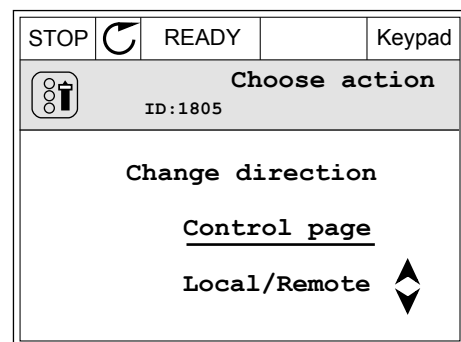 STOP READY Keypad
Choose action
ID:1805
Change direction
Control page
Local/Remote